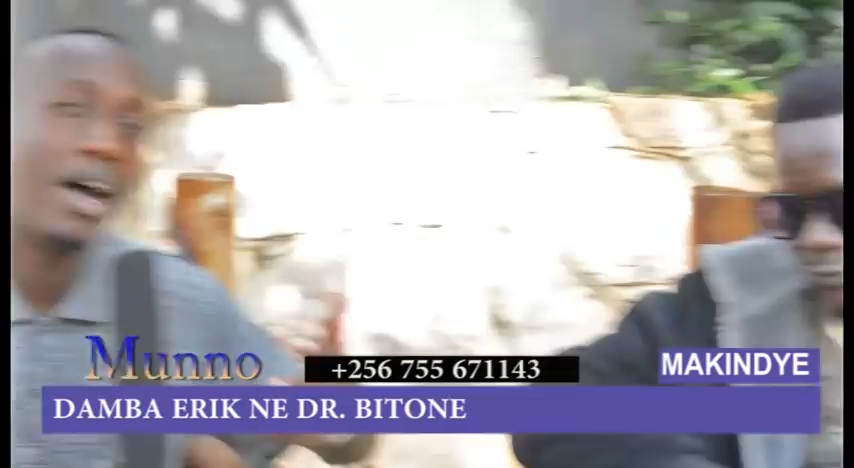 Munno
+256 755 671143
MAKINDYE
DAMBA ERIK NE DR. BITONE